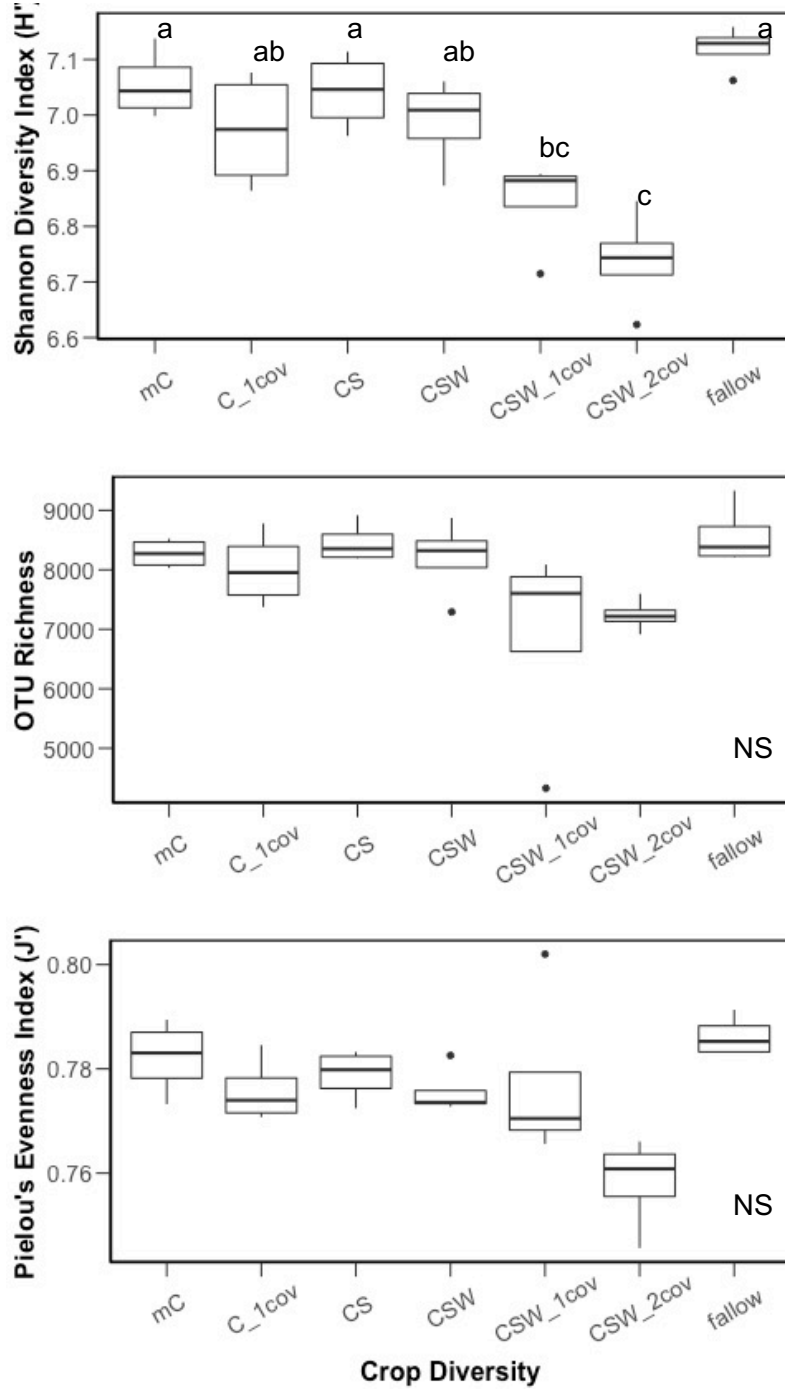 Shannon Diversity Index (H'
7.1
7.0
6.9
6.8
6.7
6.6
a
ab
a
ab
bc
c
a
mC
C_1cov
CS
CSW
CSW_1cov
CSW_2cov
fallow
OTU Richness
9000
8000
7000
6000
5000
NS
mC
C_1cov
CS
CSW
CSW_1cov
CSW_2cov
fallow
Pielou's Evenness Index (J')
0.80
0.78
0.76
NS
mC
C_1cov
CS
CSW
CSW_1cov
CSW_2cov
fallow
Crop Diversity